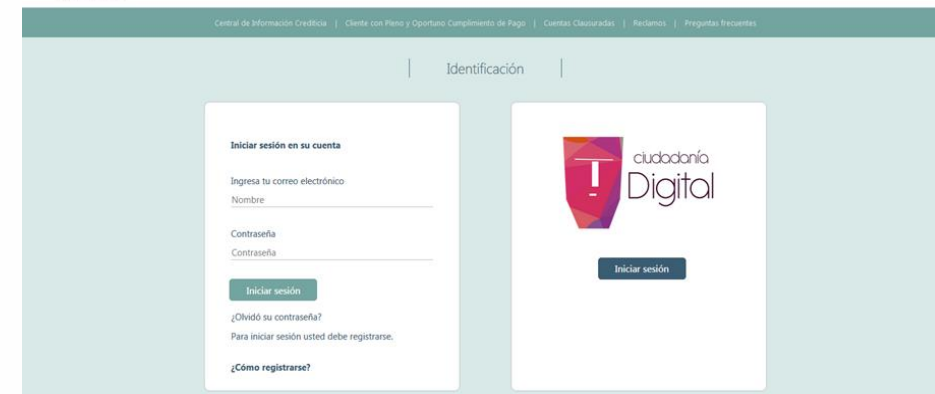 Central de Información Crediticia | Cliente con Pleno y Oportuno Cumplimiento de Pago | Cuentas Clausuradas | Reclamos | Preguntas frecuentes
| Identificación |
Iniciar sesión en su cuenta
Ingresa tu correo electrónico
Nombre
Contraseña
Contraseña
Iniciar sesión
¿Olvidó su contraseña?
Para iniciar sesión usted debe registrarse.
¿Cómo registrarse?
ciudadanía
Digital
Iniciar sesión